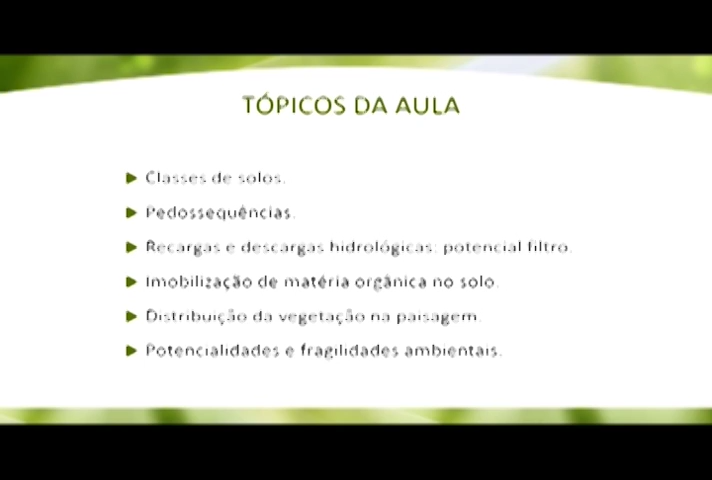 TÓPICOS DA AULA
Classes de solos.
Pedossequências.
Recargas e descargas hidrológicas; potencial filtro.
Imobilização de matéria orgânica no solo.
Distribuição da vegetação na paisagem.
Potencialidades e fragilidades ambientais.